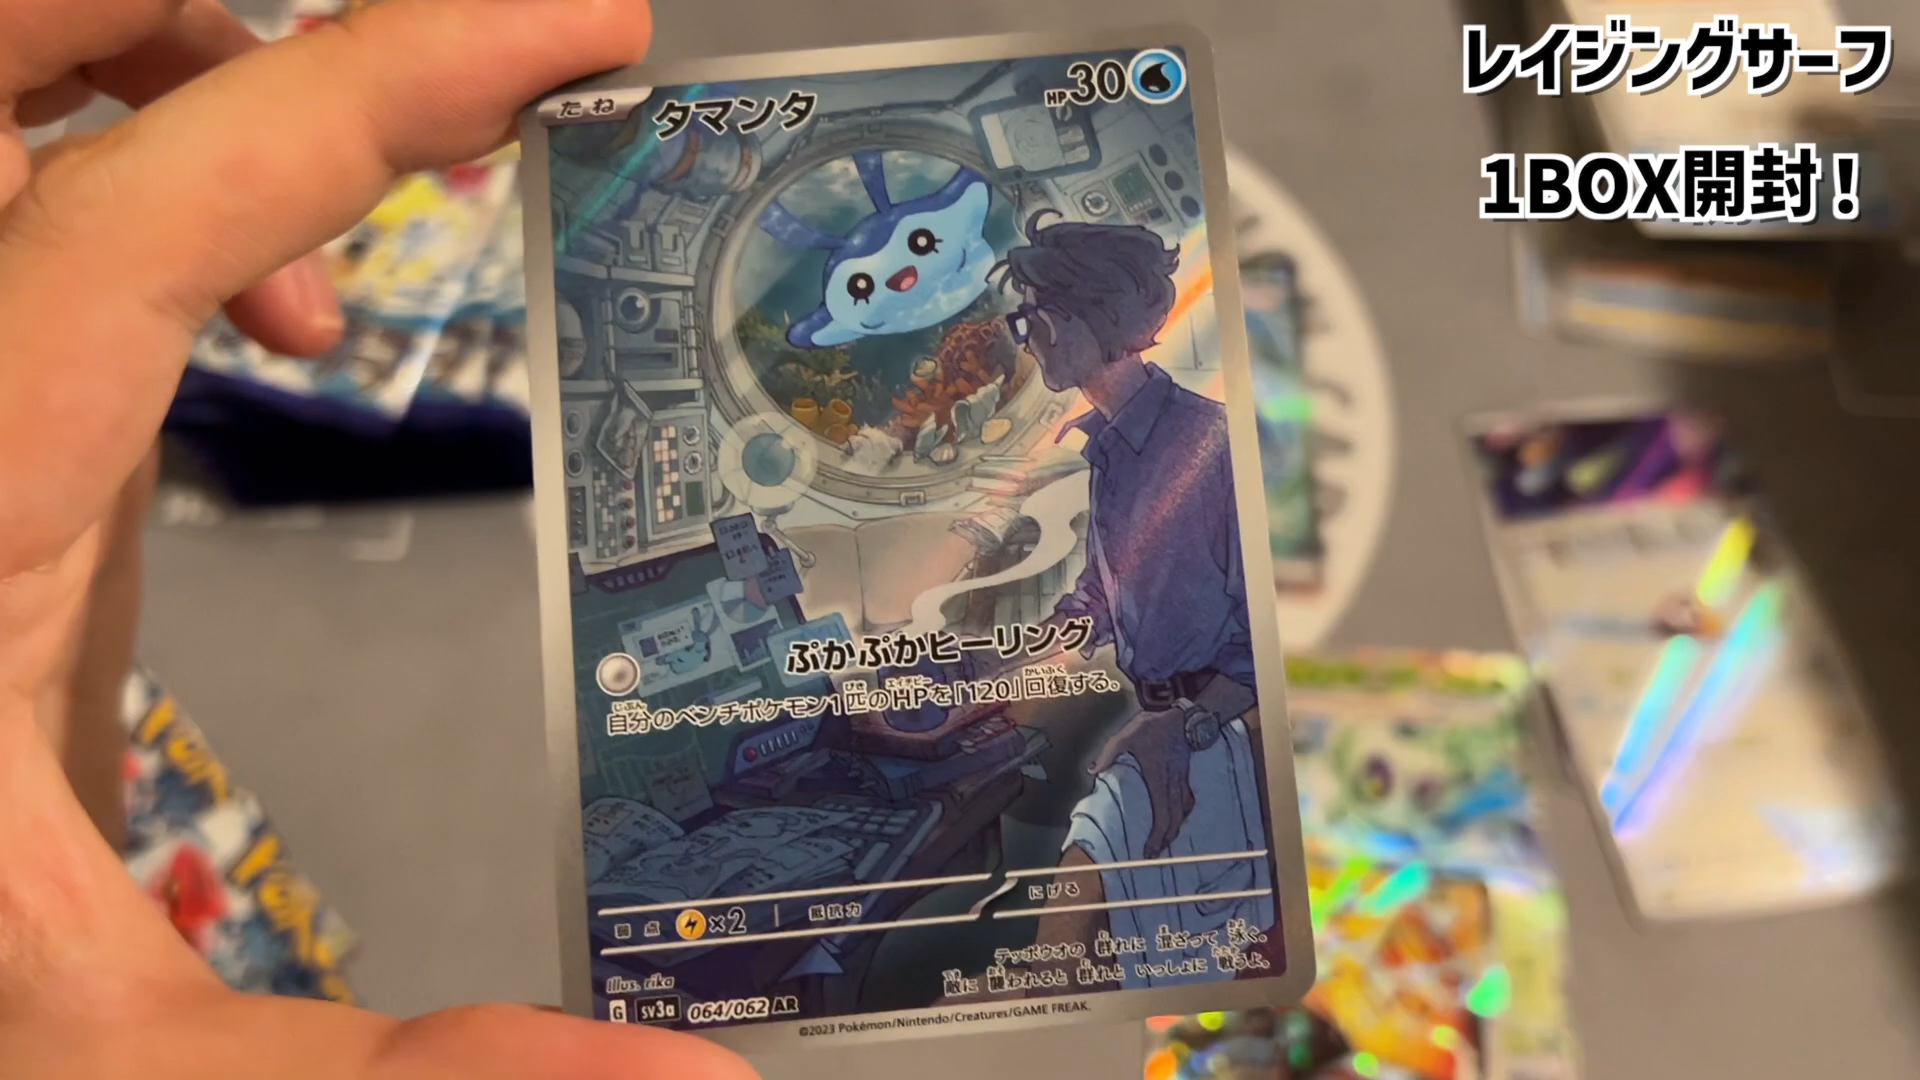 レイジングサーフ
1BOX開封！
たね
タマンタ
HP30
ぷかぷかヒーリング
自分のベンチポケモン1匹のHPを「120」回復する。
弱点 ×2 抵抗力
にげる
テッポウオの 群れに 混ざって 泳ぐ。
敵に 襲われると 群れと いっしょに 戦うよ。
Illus. rika
G sv3a 064/062 AR
©2023 Pokémon/Nintendo/Creatures/GAME FREAK.